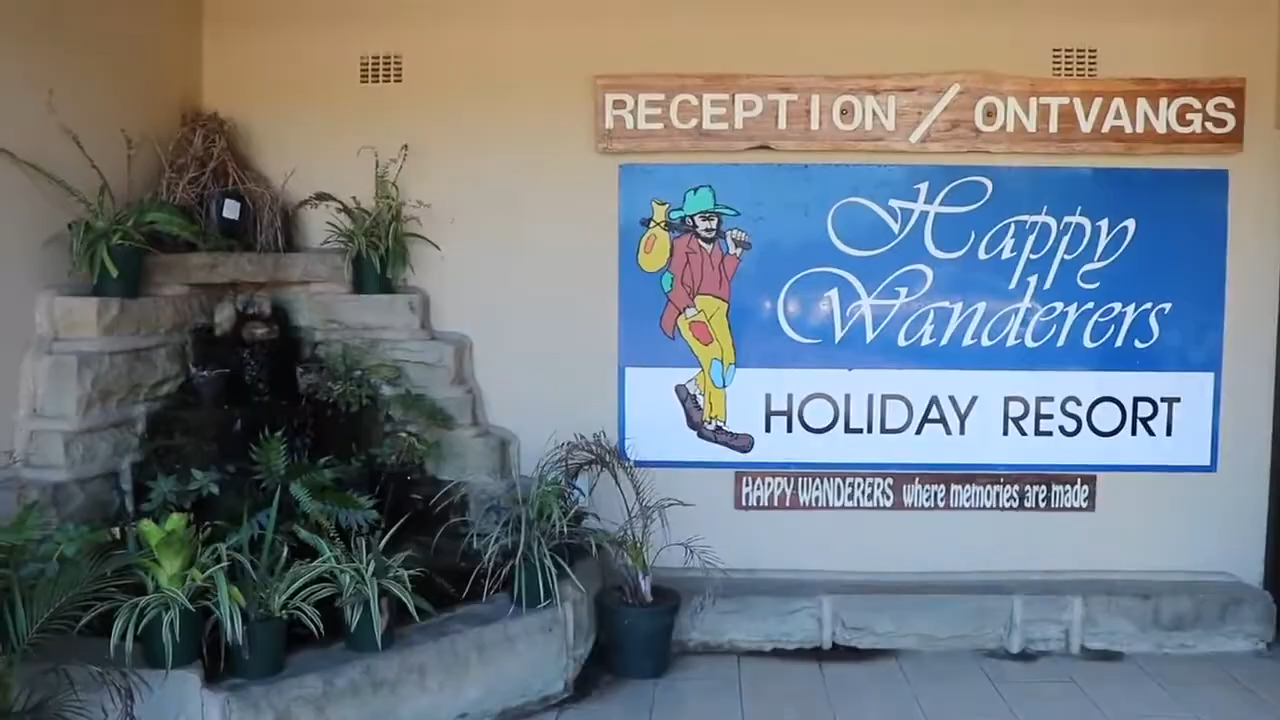 RECEPTION / ONTVANGS
Happy
Wanderers
HOLIDAY RESORT
HAPPY WANDERERS where memories are made